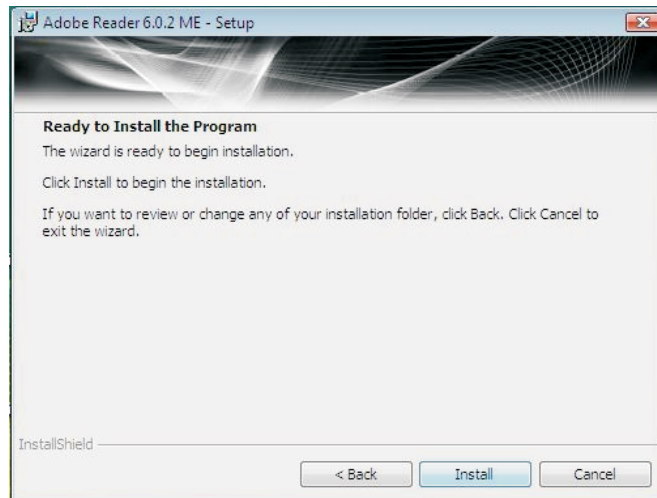 Adobe Reader 6.0.2 ME - Setup
Ready to Install the Program
The wizard is ready to begin installation.
Click Install to begin the installation.
If you want to review or change any of your installation folder, click Back. Click Cancel to
exit the wizard.
InstallShield
< Back
Install
Cancel